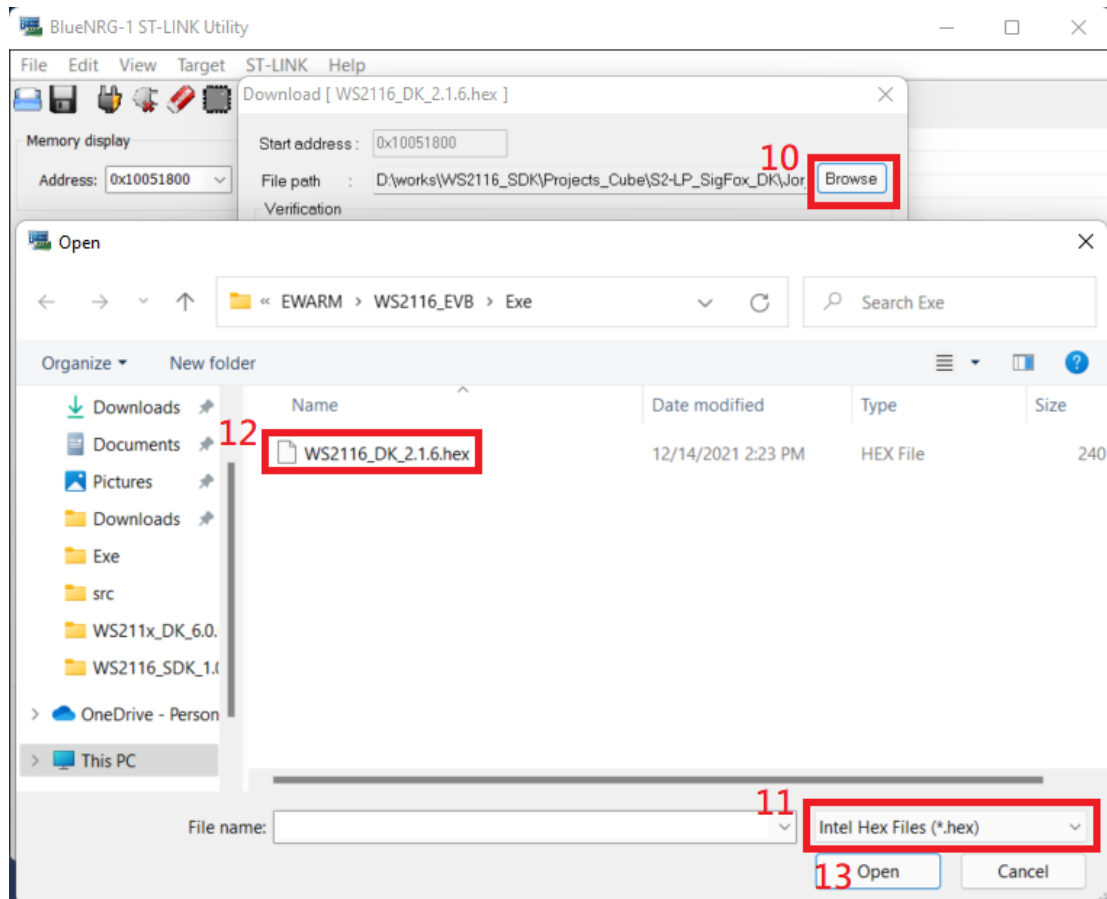 BlueNRG-1 ST-LINK Utility
File Edit View Target ST-LINK Help
Download [ WS2116_DK_2.1.6.hex ]
Memory display
Start address : 0x10051800
10
Address: 0x10051800
File path : D:\works\WS2116_SDK\Projects_Cube\S2-LP_SigFox_DK\Jor Browse
Verification
Open
« EWARM > WS2116_EVB > Exe
Search Exe
Organize New folder
Name Date modified Type Size
Downloads
12
WS2116_DK_2.1.6.hex 12/14/2021 2:23 PM HEX File 240
Documents
Pictures
Downloads
Exe
src
WS211x_DK_6.0.
WS2116_SDK_1.0
OneDrive - Person
This PC
11
File name: Intel Hex Files (*.hex)
13 Open Cancel